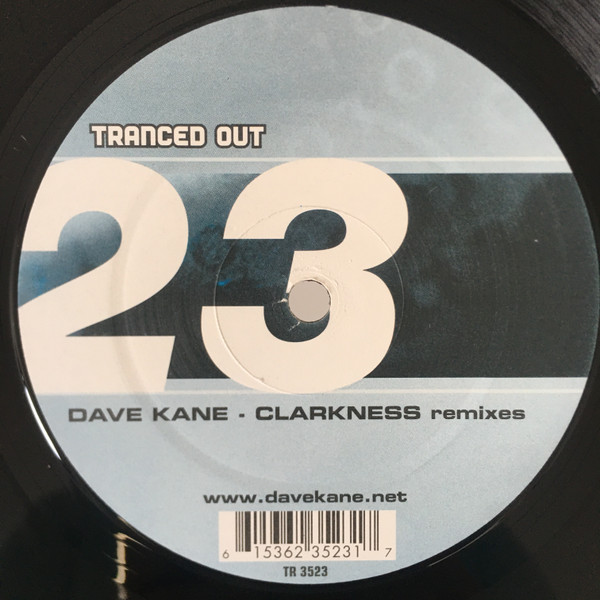 TRANCED OUT
23
DAVE KANE - CLARKNESS remixes
www.davekane.net
6 15362 35231 7
TR 3523